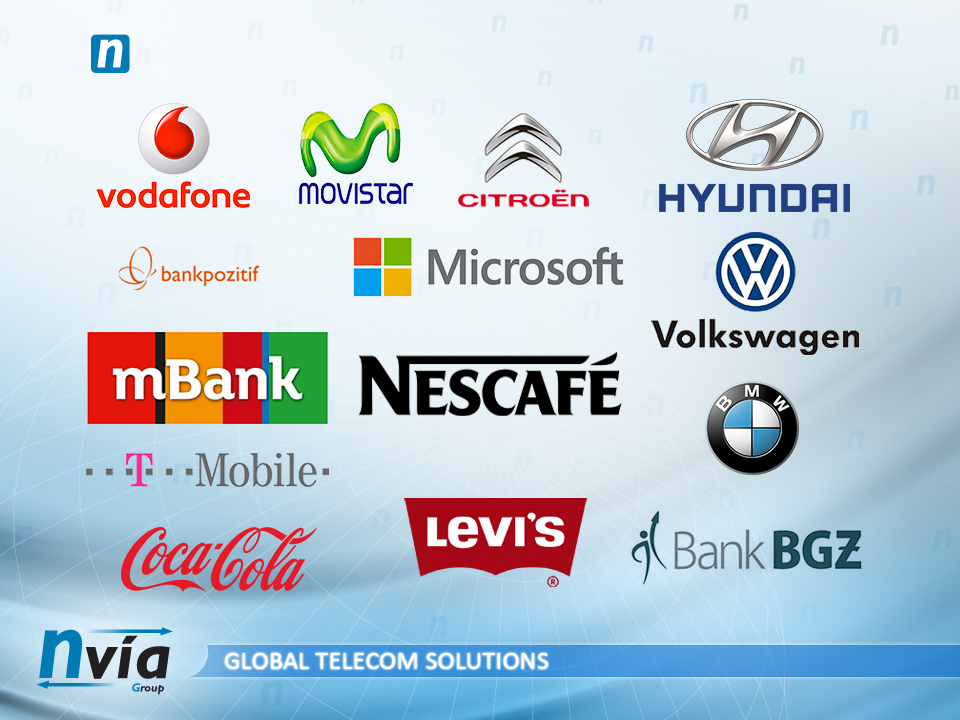 n
vodafone
movistar
CITROËN
HYUNDAI
bankpozitif
Microsoft
Volkswagen
mBank
NESCAFÉ
BMW
T Mobile
Coca-Cola
LEVI'S
®
Bank BGŻ
nvía
Group
GLOBAL TELECOM SOLUTIONS